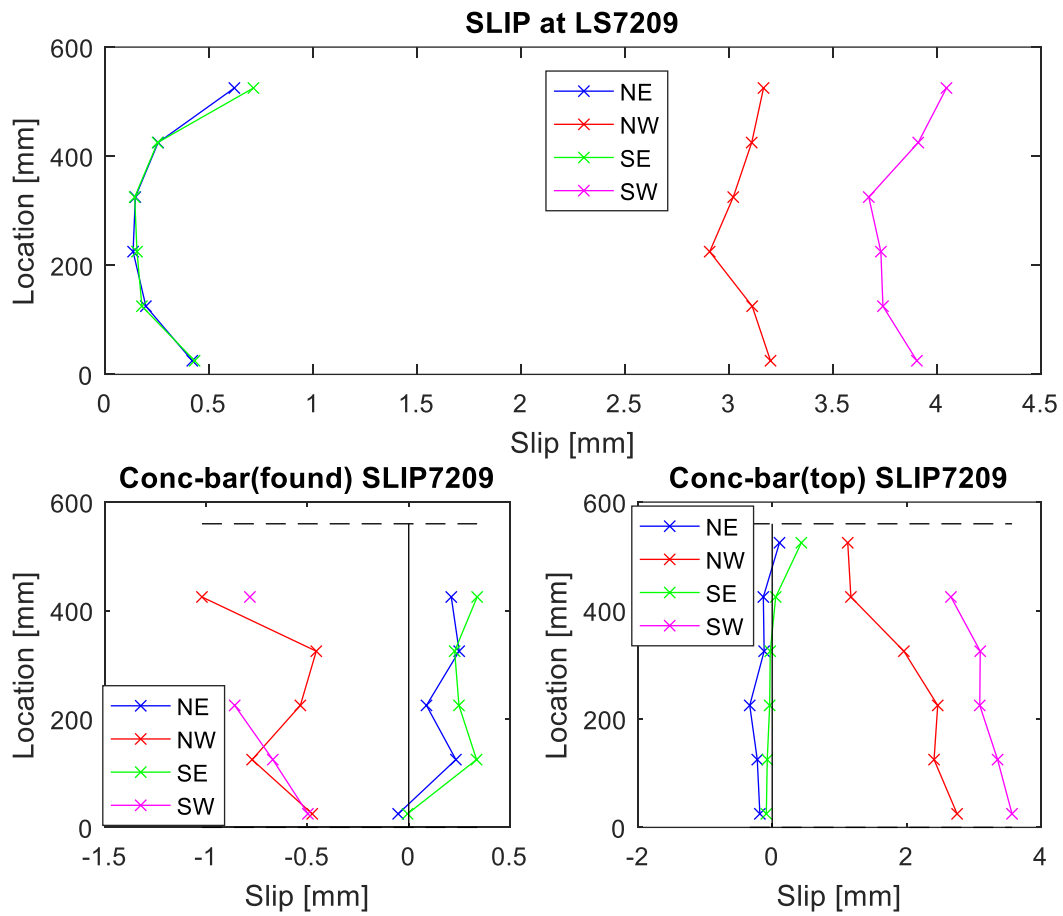 SLIP at LS7209
600
400
200
0
Location [mm]
NE
NW
SE
SW
0 0.5 1 1.5 2 2.5 3 3.5 4 4.5
Slip [mm]
Conc-bar(found) SLIP7209
600
400
200
0
Location [mm]
NE
NW
SE
SW
-1.5 -1 -0.5 0 0.5
Slip [mm]
Conc-bar(top) SLIP7209
600
400
200
0
Location [mm]
NE
NW
SE
SW
-2 0 2 4
Slip [mm]